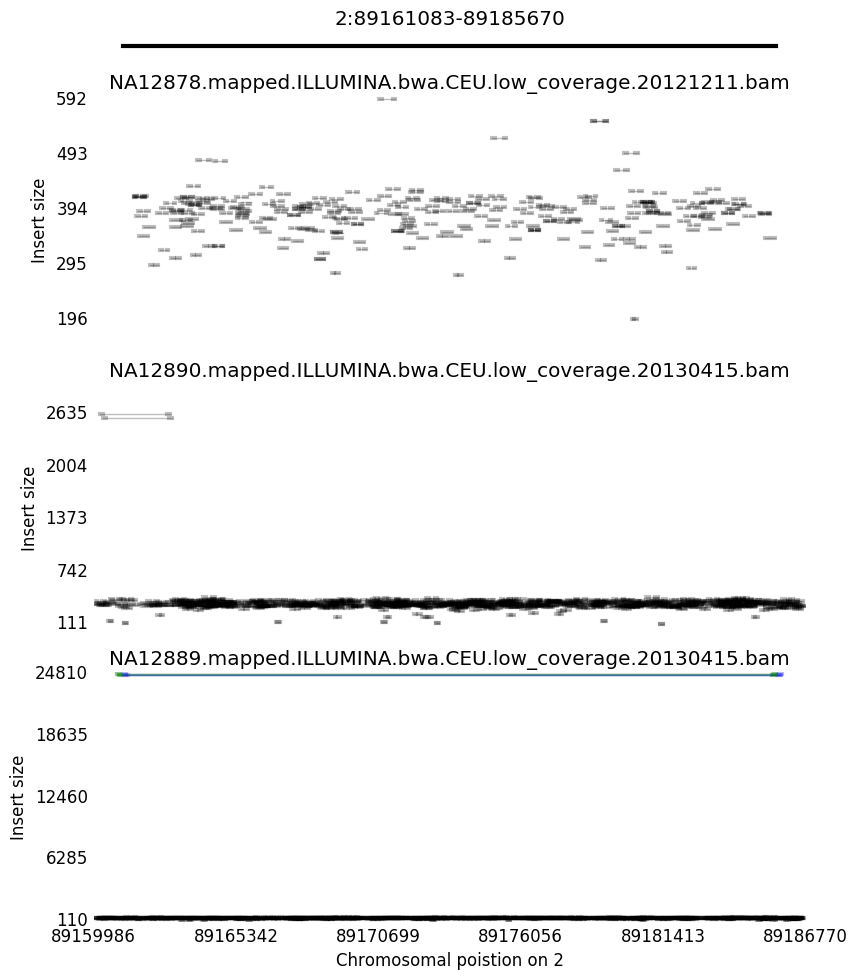 2:89161083-89185670
NA12878.mapped.ILLUMINA.bwa.CEU.low_coverage.20121211.bam
592
493
394
295
196
Insert size
NA12890.mapped.ILLUMINA.bwa.CEU.low_coverage.20130415.bam
2635
2004
1373
742
111
Insert size
NA12889.mapped.ILLUMINA.bwa.CEU.low_coverage.20130415.bam
24810
18635
12460
6285
110
Insert size
89159986 89165342 89170699 89176056 89181413 89186770
Chromosomal poistion on 2